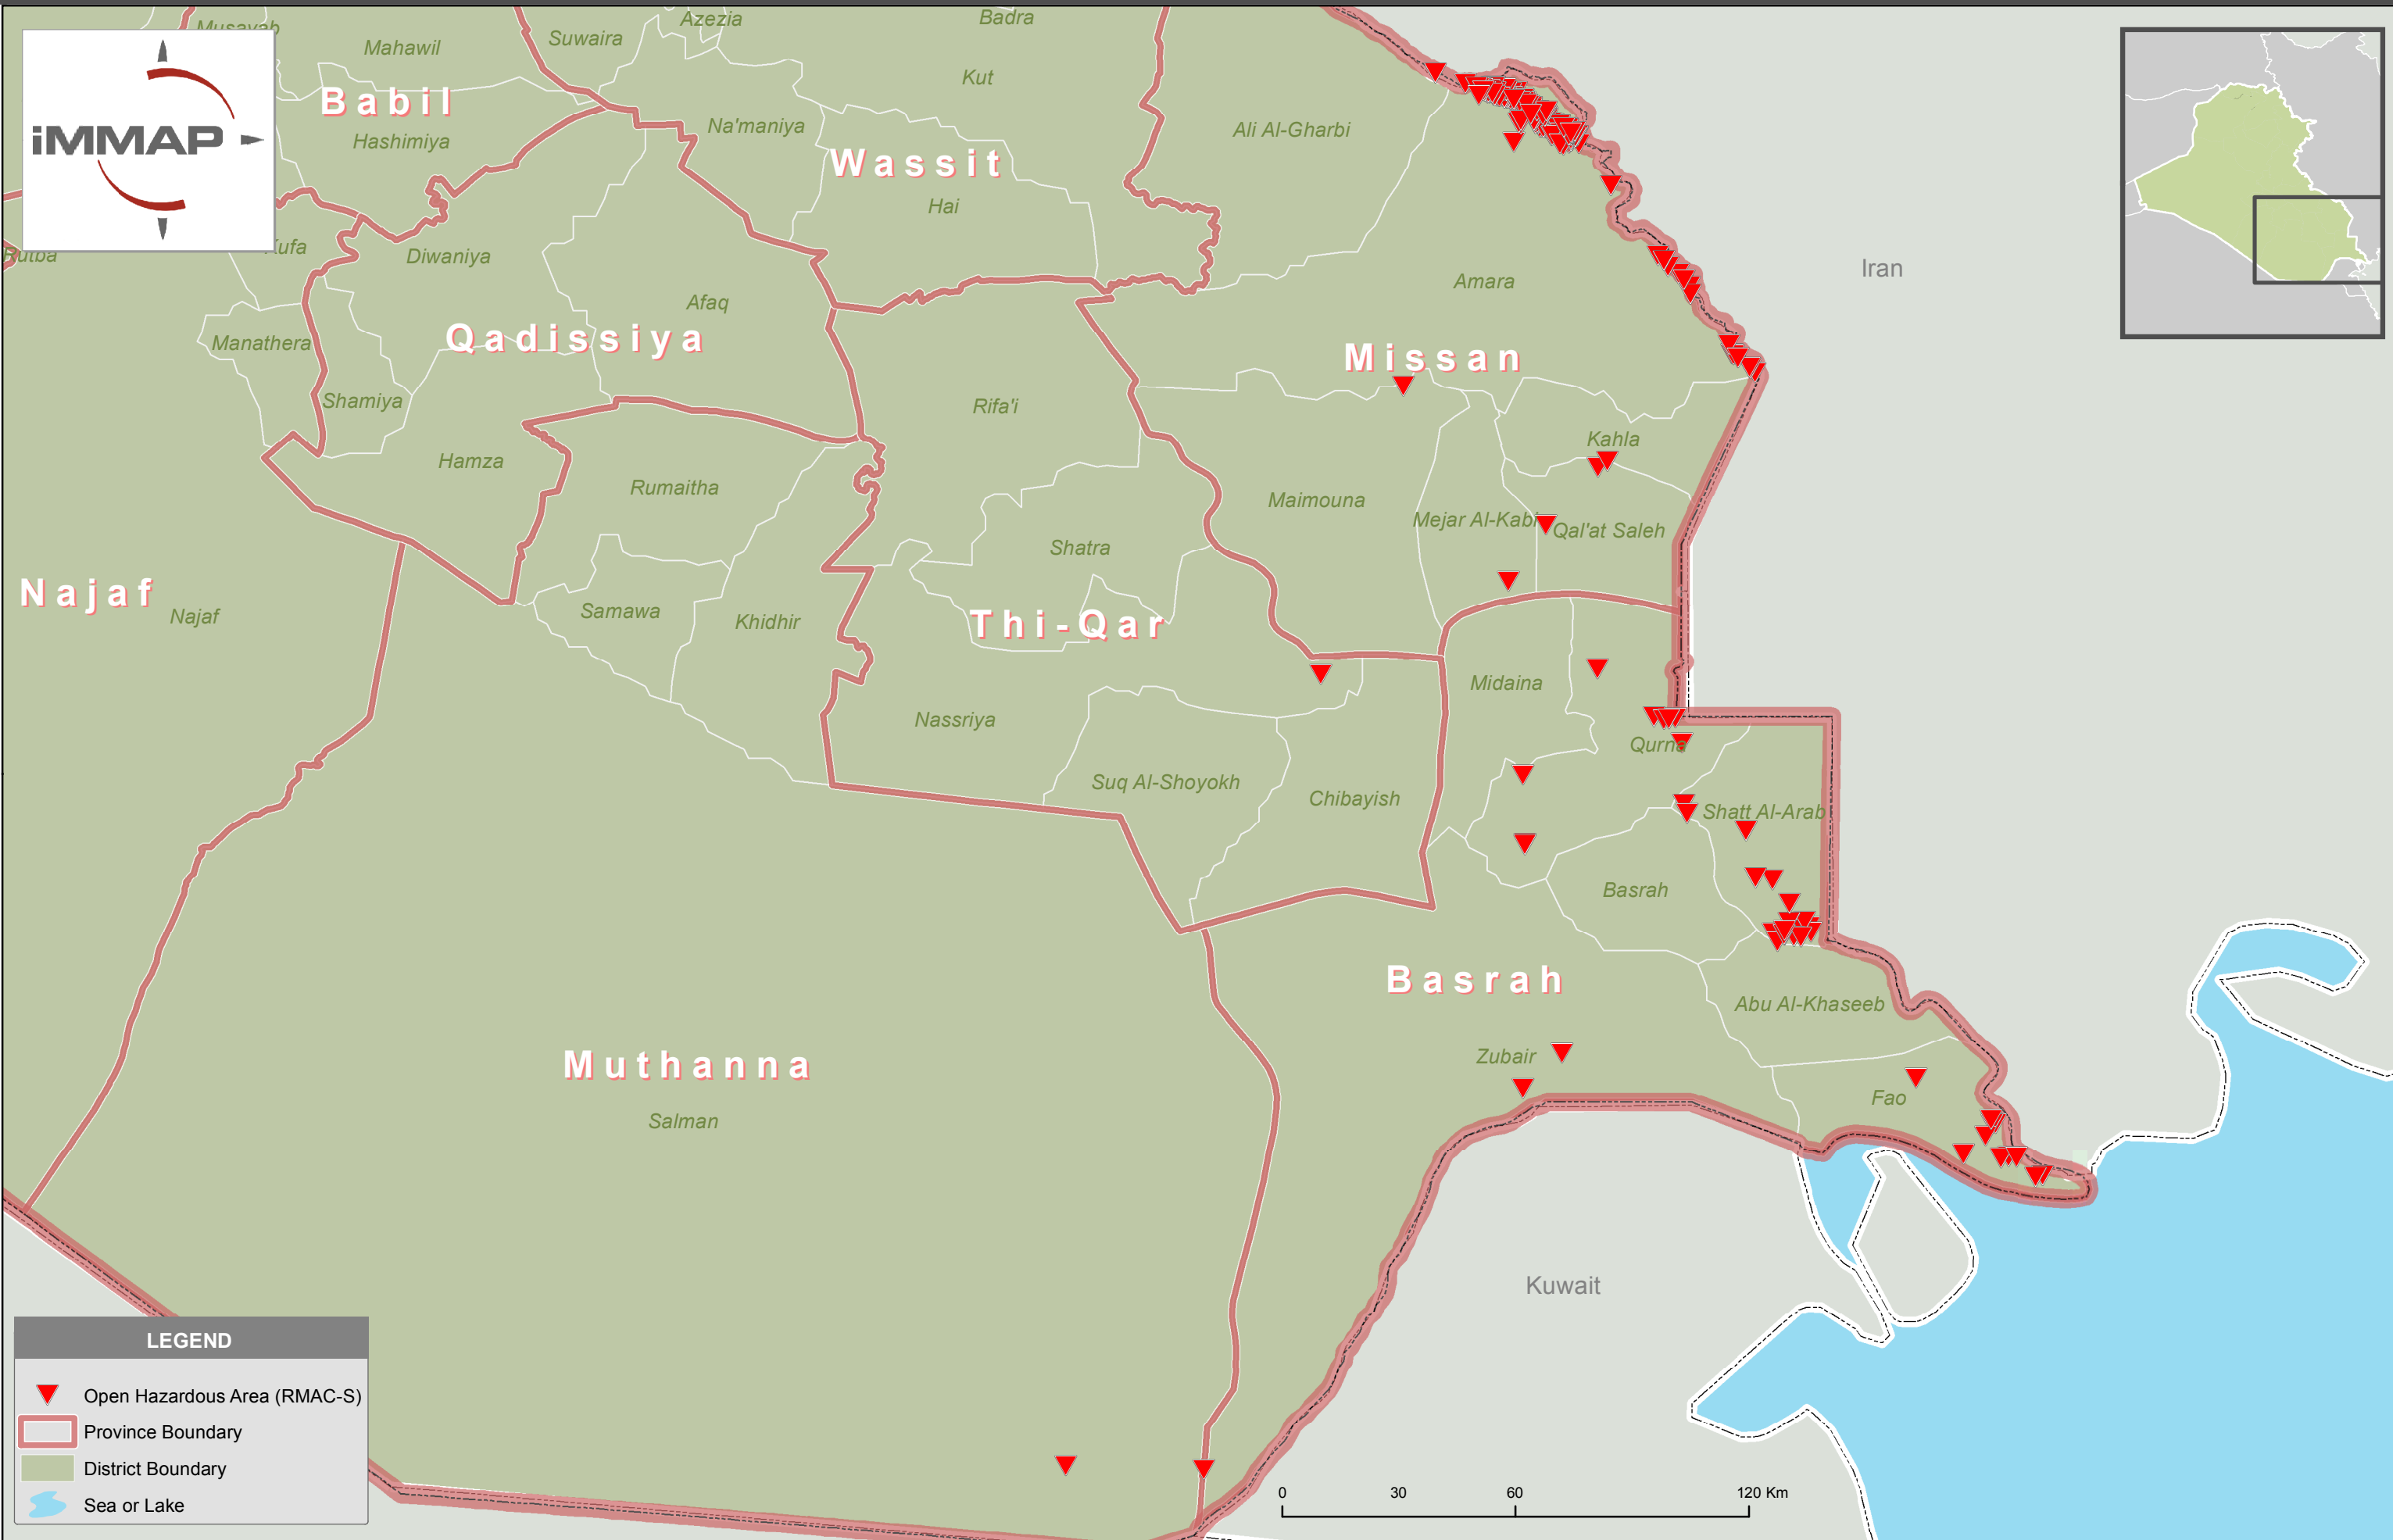 Musayab
Mahawil
Suwaira
Azezia
Badra
Kut
Babil
Hashimiya
Na'maniya
Ali Al-Gharbi
iMMAP
Wassit
Hai
Kufa
Rutba
Diwaniya
Iran
Amara
Afaq
Qadissiya
Manathera
Missan
Shamiya
Rifa'i
Kahla
Hamza
Rumaitha
Maimouna
Mejar Al-Kabi
Qal'at Saleh
Shatra
Najaf
Najaf
Samawa
Khidhir
Thi-Qar
Midaina
Nassriya
Qurna
Suq Al-Shoyokh
Chibayish
Shatt Al-Arab
Basrah
Basrah
Abu Al-Khaseeb
Zubair
Muthanna
Fao
Salman
Kuwait
LEGEND
Open Hazardous Area (RMAC-S)
Province Boundary
District Boundary
Sea or Lake
0 30 60 120 Km